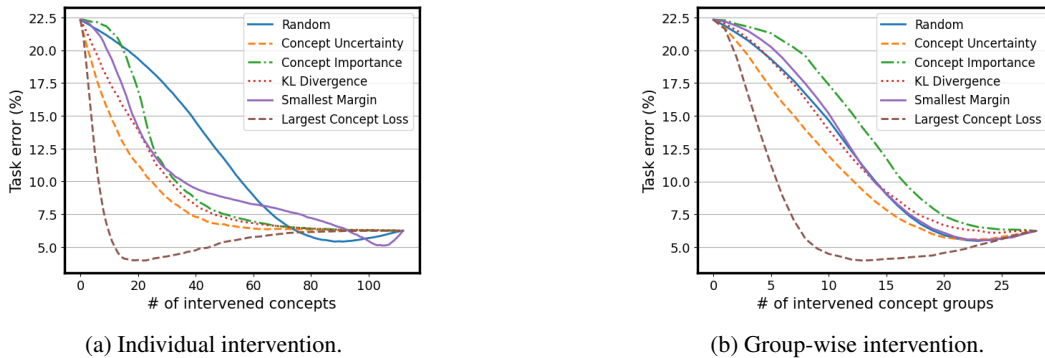 22.5
20.0
17.5
15.0
12.5
10.0
7.5
5.0
Task error (%)
0 20 40 60 80 100
# of intervened concepts
Random
Concept Uncertainty
Concept Importance
KL Divergence
Smallest Margin
Largest Concept Loss
(a) Individual intervention.
22.5
20.0
17.5
15.0
12.5
10.0
7.5
5.0
Task error (%)
0 5 10 15 20 25
# of intervened concept groups
Random
Concept Uncertainty
Concept Importance
KL Divergence
Smallest Margin
Largest Concept Loss
(b) Group-wise intervention.